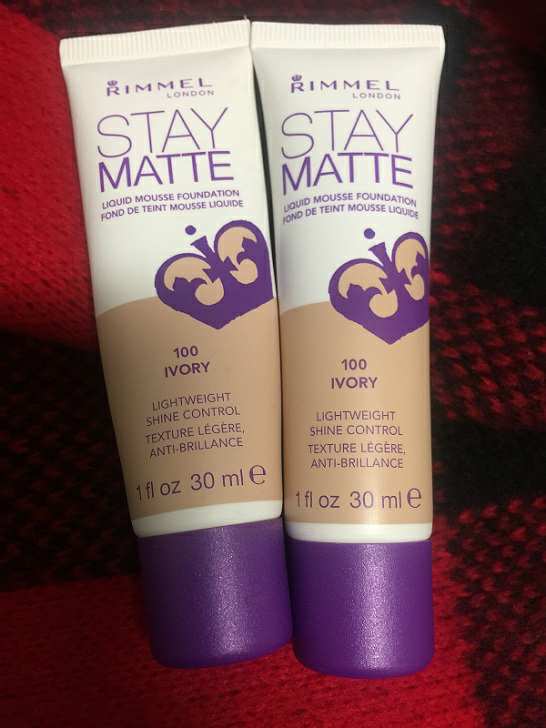 RIMMEL
LONDON
STAY
MATTE
LIQUID MOUSSE FOUNDATION
FOND DE TEINT MOUSSE LIQUIDE
100
IVORY
LIGHTWEIGHT
SHINE CONTROL
TEXTURE LÉGÈRE,
ANTI-BRILLANCE
1 fl oz 30 ml e
RIMMEL
LONDON
STAY
MATTE
LIQUID MOUSSE FOUNDATION
FOND DE TEINT MOUSSE LIQUIDE
100
IVORY
LIGHTWEIGHT
SHINE CONTROL
TEXTURE LÉGÈRE,
ANTI-BRILLANCE
1 fl oz 30 ml e